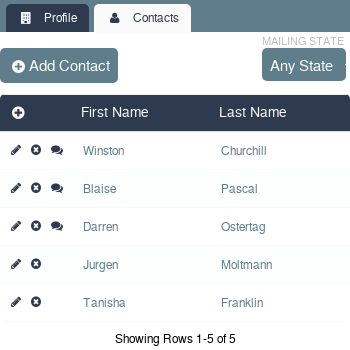 Profile
Contacts
MAILING STATE
Add Contact
Any State
First Name Last Name
Winston Churchill
Blaise Pascal
Darren Ostertag
Jurgen Moltmann
Tanisha Franklin
Showing Rows 1-5 of 5